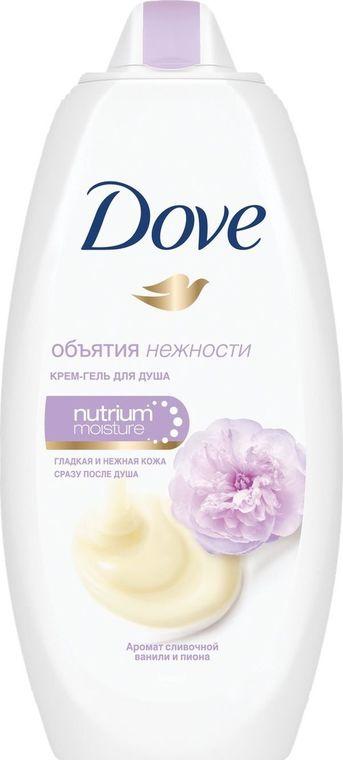 Dove
объятия нежности
КРЕМ-ГЕЛЬ ДЛЯ ДУША
nutrium
moisture
ГЛАДКАЯ И НЕЖНАЯ КОЖА
СРАЗУ ПОСЛЕ ДУША
Аромат сливочной
ванили и пиона